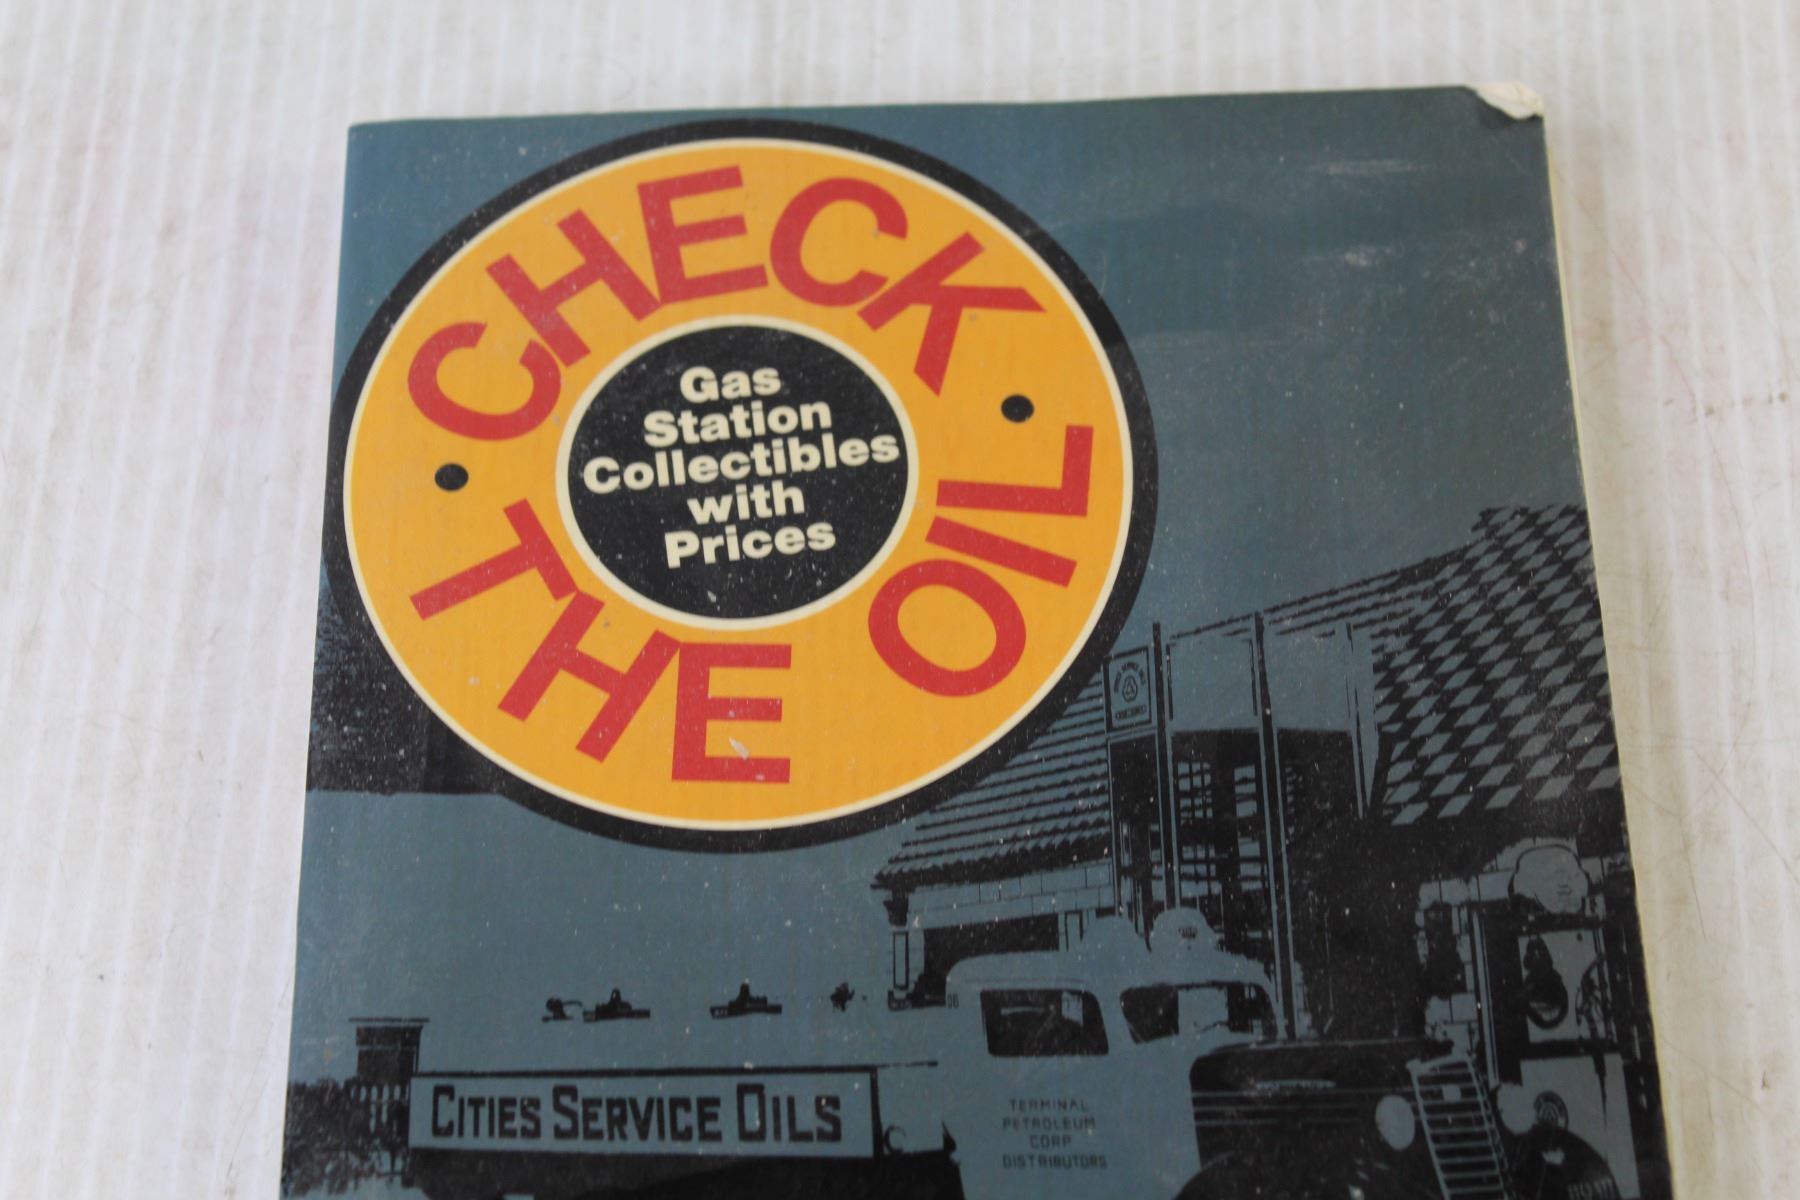 CHECK
THE OIL
Gas
Station
Collectibles
with
Prices
CITIES SERVICE OILS
TERMINAL
PETROLEUM
CORP
DISTRIBUTORS